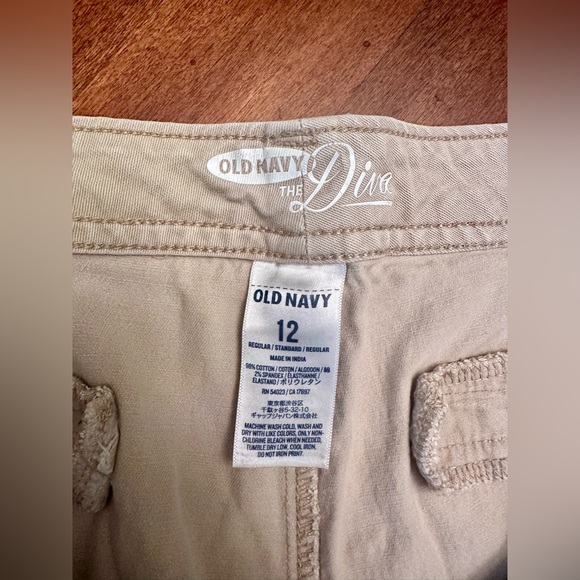 OLD NAVY
THE Diva
OLD NAVY
12
REGULAR / STANDARD / REGULAR
MADE IN INDIA
98% COTTON / COTON / ALGODON / 綿
2% SPANDEX / ELASTHANNE /
ELASTANO / ポリウレタン
RN 54023 / CA 17897
東京都渋谷区
千駄ヶ谷5-32-10
ギャップジャパン株式会社
MACHINE WASH COLD, WASH AND
DRY WITH LIKE COLORS, ONLY NON-
CHLORINE BLEACH WHEN NEEDED,
TUMBLE DRY LOW, COOL IRON,
DO NOT IRON PRINT.